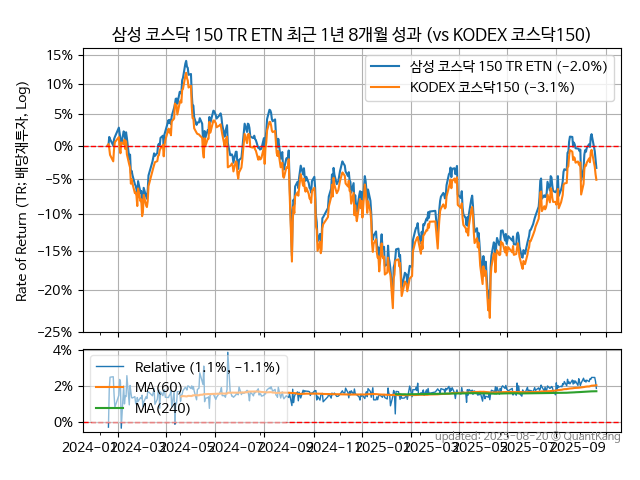 삼성 코스닥 150 TR ETN 최근 1년 8개월 성과 (vs KODEX 코스닥150)
Rate of Return (TR: 배당재투자, Log)
15%
10%
5%
0%
−5%
−10%
−15%
−20%
−25%
삼성 코스닥 150 TR ETN (−2.0%)
KODEX 코스닥150 (−3.1%)
4%
2%
0%
Relative (1.1%, −1.1%)
MA(60)
MA(240)
updated: 2025-08-20 © QuantKang
2024-01 2024-03 2024-05 2024-07 2024-09 2024-11 2025-01 2025-03 2025-05 2025-07 2025-09